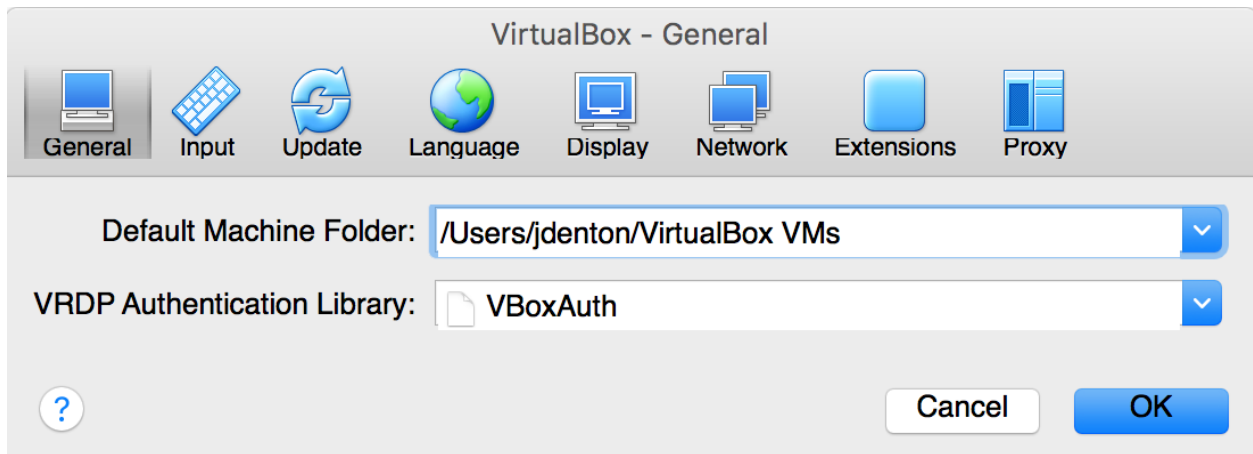 VirtualBox - General
General Input Update Language Display Network Extensions Proxy
Default Machine Folder: /Users/jdenton/VirtualBox VMs
VRDP Authentication Library: VBoxAuth
? Cancel OK